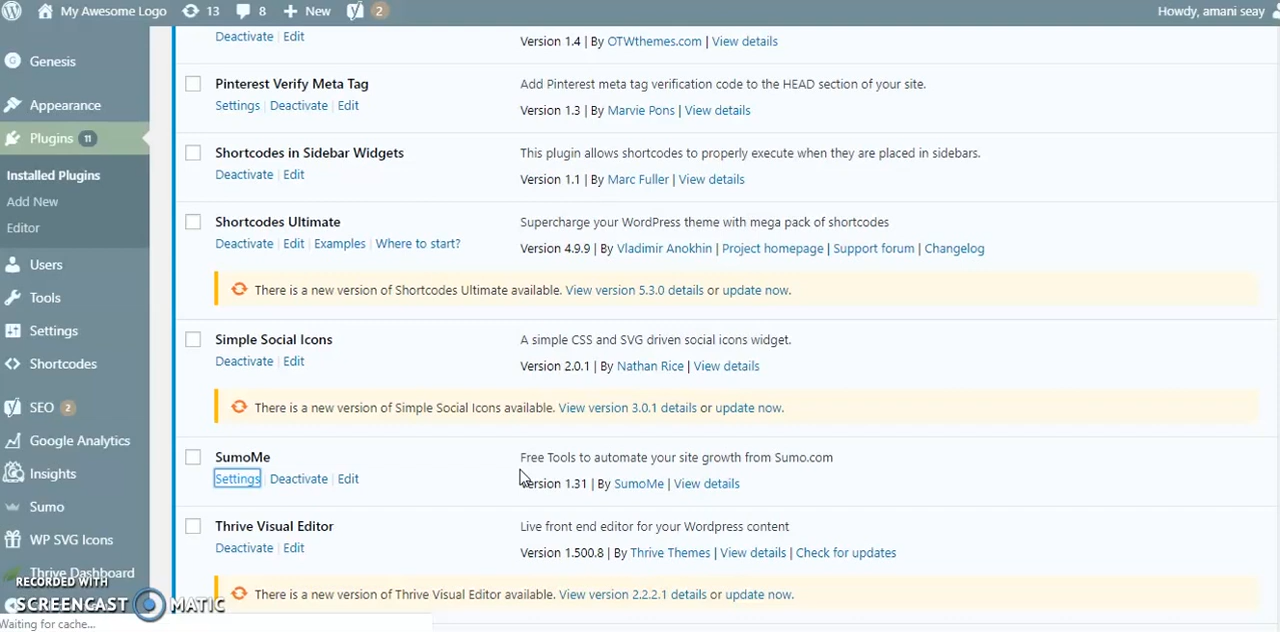 My Awesome Logo 13 8 New 2 Howdy, amani seay
Genesis
Appearance
Plugins 11
Installed Plugins
Add New
Editor
Users
Tools
Settings
Shortcodes
SEO 2
Google Analytics
Insights
Sumo
WP SVG Icons
Thrive Dashboard
Deactivate | Edit
Version 1.4 | By OTWthemes.com | View details
Pinterest Verify Meta Tag
Settings | Deactivate | Edit
Add Pinterest meta tag verification code to the HEAD section of your site.
Version 1.3 | By Marvie Pons | View details
Shortcodes in Sidebar Widgets
Deactivate | Edit
This plugin allows shortcodes to properly execute when they are placed in sidebars.
Version 1.1 | By Marc Fuller | View details
Shortcodes Ultimate
Deactivate | Edit | Examples | Where to start?
Supercharge your WordPress theme with mega pack of shortcodes
Version 4.9.9 | By Vladimir Anokhin | Project homepage | Support forum | Changelog
There is a new version of Shortcodes Ultimate available. View version 5.3.0 details or update now.
Simple Social Icons
Deactivate | Edit
A simple CSS and SVG driven social icons widget.
Version 2.0.1 | By Nathan Rice | View details
There is a new version of Simple Social Icons available. View version 3.0.1 details or update now.
SumoMe
Settings | Deactivate | Edit
Free Tools to automate your site growth from Sumo.com
Version 1.31 | By SumoMe | View details
Thrive Visual Editor
Deactivate | Edit
Live front end editor for your Wordpress content
Version 1.500.8 | By Thrive Themes | View details | Check for updates
There is a new version of Thrive Visual Editor available. View version 2.2.2.1 details or update now.
RECORDED WITH
SCREENCAST MATIC
Waiting for cache...